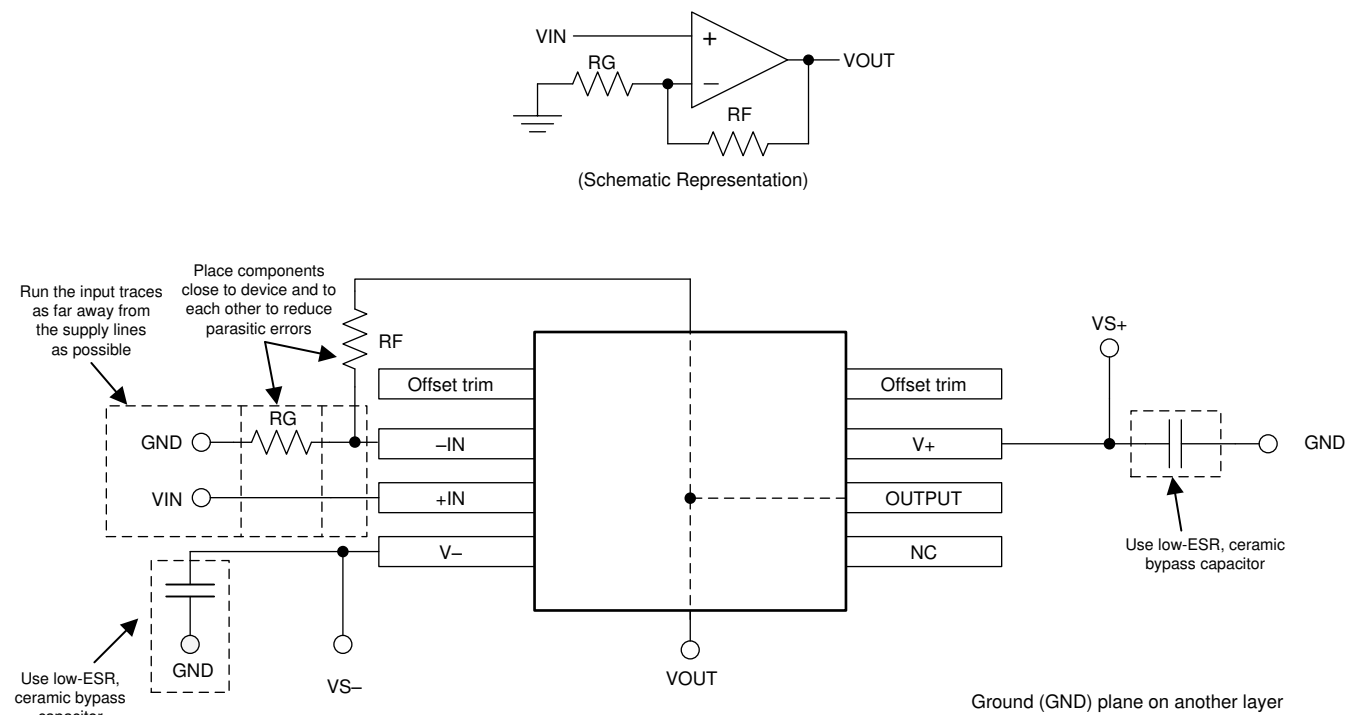 VIN
RG
+
−
VOUT
RF
(Schematic Representation)
Run the input traces
as far away from
the supply lines
as possible
Place components
close to device and to
each other to reduce
parasitic errors
RF
VS+
Offset trim
Offset trim
RG
GND
−IN
V+
GND
VIN
+IN
OUTPUT
V−
NC
Use low-ESR, ceramic
bypass capacitor
GND
VS−
VOUT
Use low-ESR,
ceramic bypass
capacitor
Ground (GND) plane on another layer